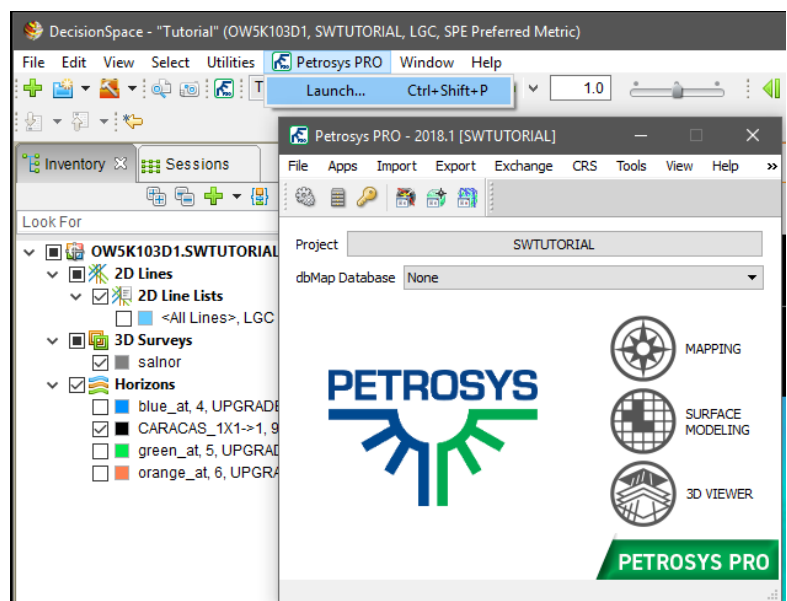 DecisionSpace - "Tutorial" (OW5K103D1, SWTUTORIAL, LGC, SPE Preferred Metric)
File Edit View Select Utilities Petrosys PRO Window Help
Launch... Ctrl+Shift+P
T
1.0
Petrosys PRO - 2018.1 [SWTUTORIAL]
File Apps Import Export Exchange CRS Tools View Help »
Project SWTUTORIAL
dbMap Database None
PETROSYS
MAPPING
SURFACE
MODELING
3D VIEWER
PETROSYS PRO
Inventory Sessions
Look For
OW5K103D1.SWTUTORIAL
2D Lines
2D Line Lists
<All Lines>, LGC
3D Surveys
salnor
Horizons
blue_at, 4, UPGRADE
CARACAS_1X1->1, 9
green_at, 5, UPGRAD
orange_at, 6, UPGRA